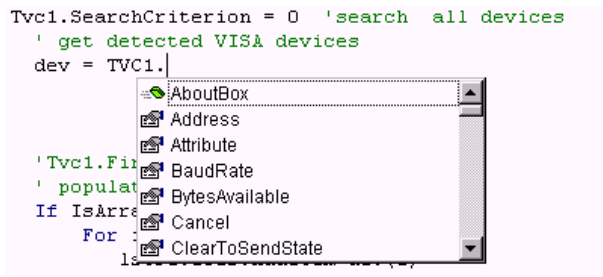 Tvc1.SearchCriterion = 0  'search  all devices
' get detected VISA devices
dev = TVC1.
AboutBox
Address
Attribute
BaudRate
BytesAvailable
Cancel
ClearToSendState
'Tvc1.Fi
' populat
If IsArr
For